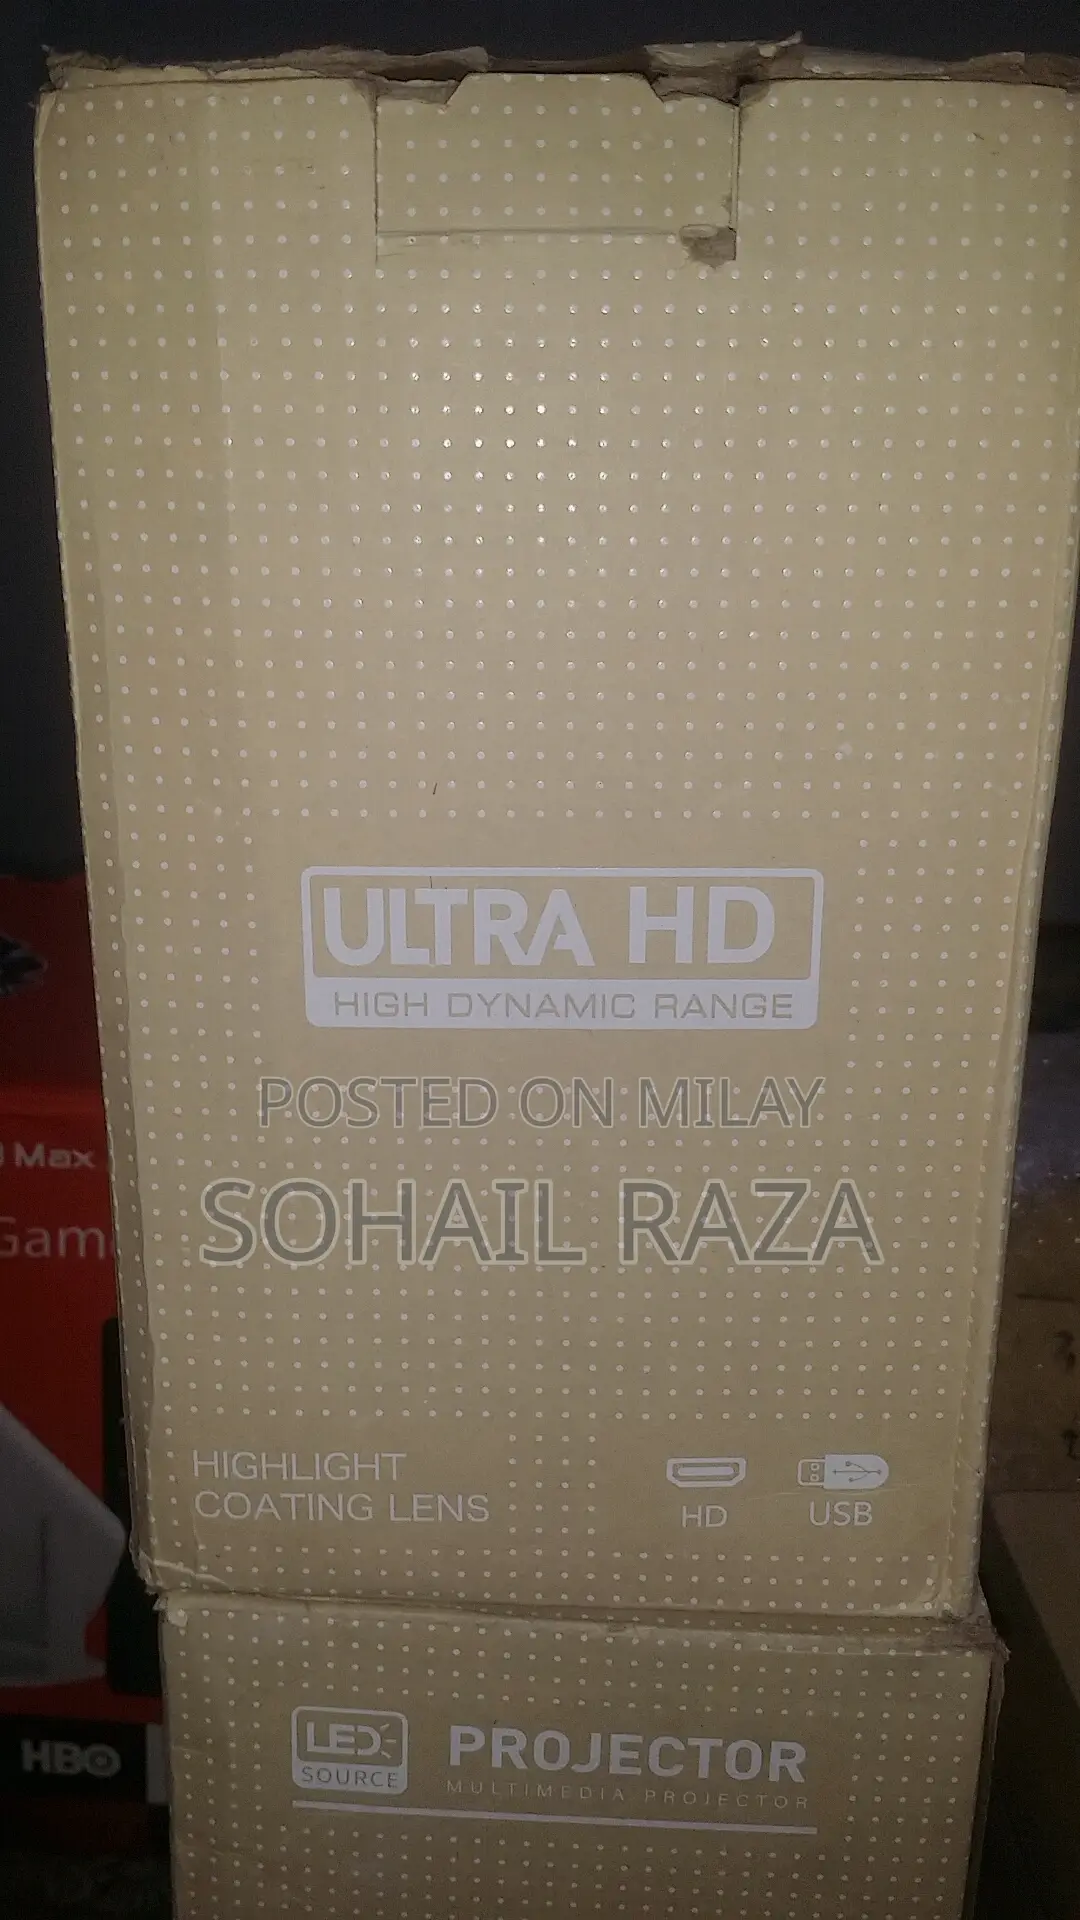 ULTRA HD
HIGH DYNAMIC RANGE
POSTED ON MILAY
SOHAIL RAZA
Max
Gam
HIGHLIGHT
COATING LENS
HD
USB
LED
SOURCE
PROJECTOR
MULTIMEDIA PROJECTOR
HBO